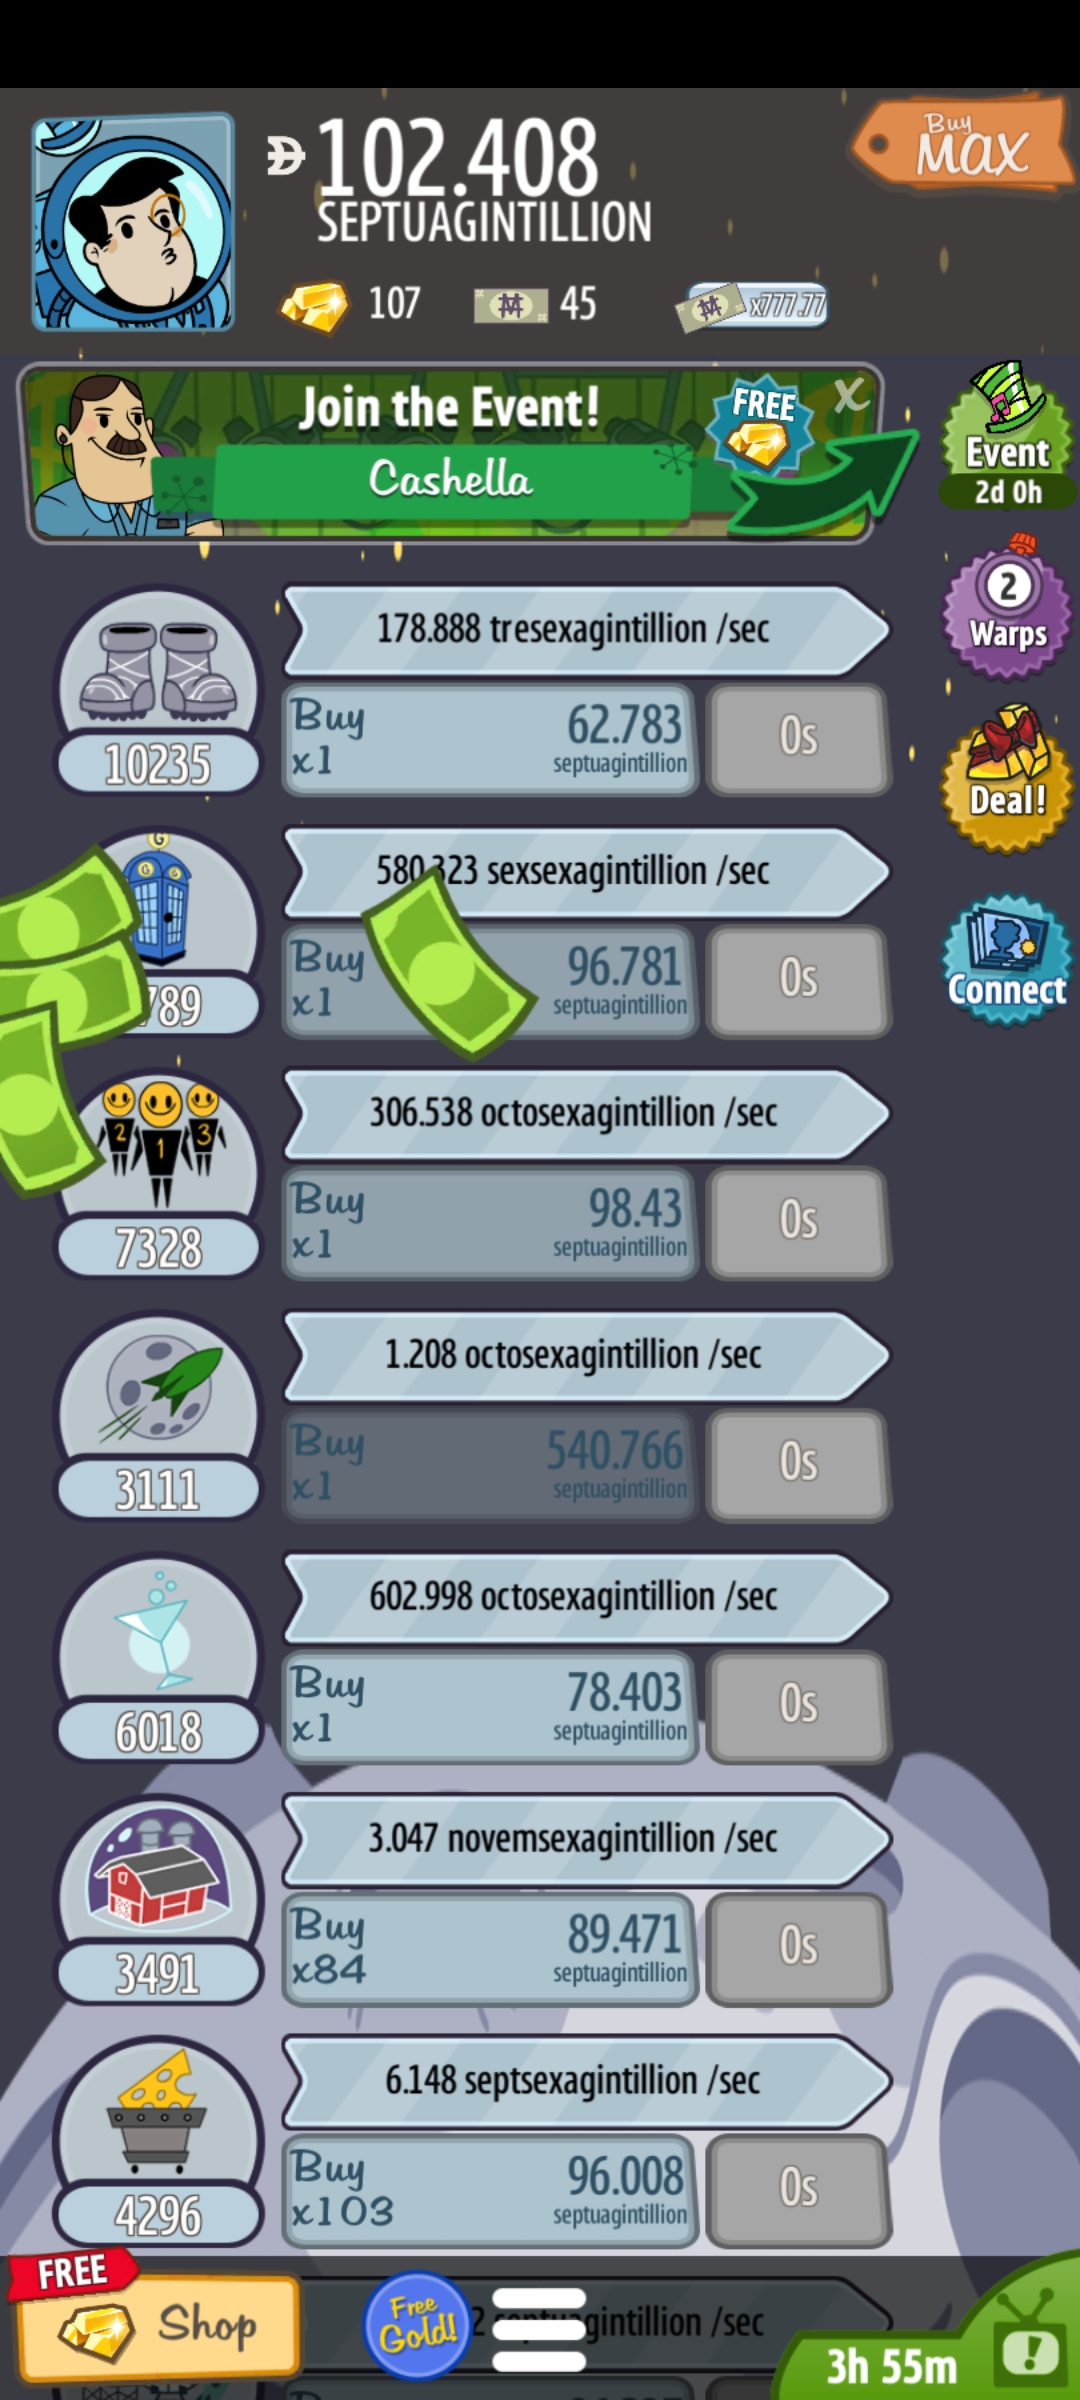 Buy
MAX
102.408
SEPTUAGINTILLION
107
45
x777.77
Join the Event!
FREE
X
Cashella
Event
2d 0h
2
Warps
Deal!
Connect
178.888 tresexagintillion /sec
Buy
x1
62.783
septuagintillion
0s
10235
580.323 sexsexagintillion /sec
G
G G
Buy
x1
96.781
septuagintillion
0s
789
306.538 octosexagintillion /sec
2 1 3
Buy
x1
98.43
septuagintillion
0s
7328
1.208 octosexagintillion /sec
Buy
x1
540.766
septuagintillion
0s
3111
602.998 octosexagintillion /sec
Buy
x1
78.403
septuagintillion
0s
6018
3.047 novemsexagintillion /sec
Buy
x84
89.471
septuagintillion
0s
3491
6.148 septsexagintillion /sec
Buy
x103
96.008
septuagintillion
0s
4296
FREE
Shop
Free
Gold!
2 septuagintillion /sec
3h 55m
!